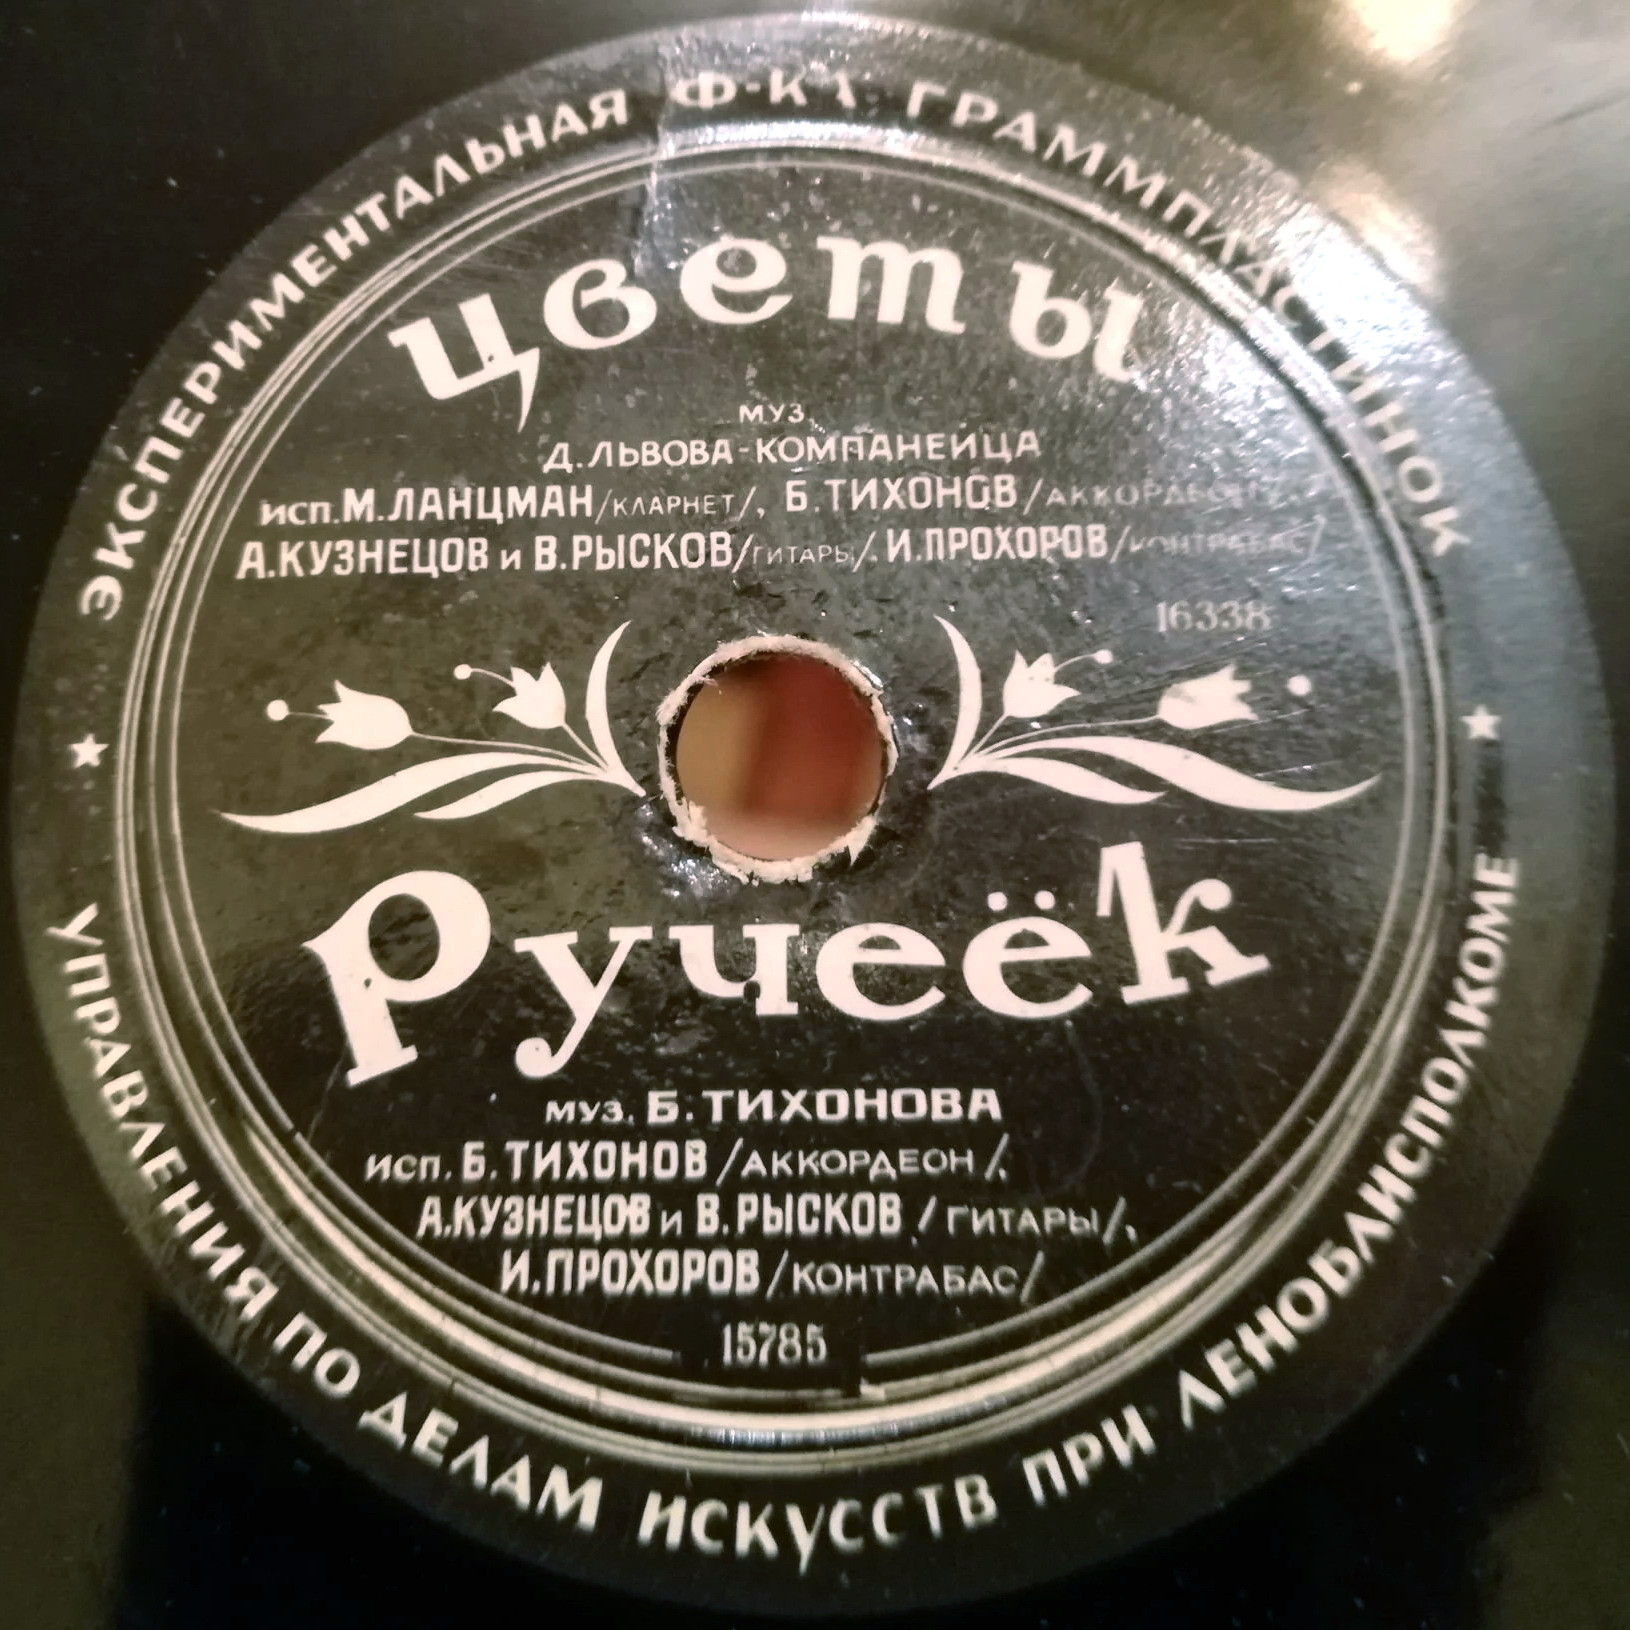 ЭКСПЕРИМЕНТАЛЬНАЯ Ф-КА ГРАММПЛАСТИНОК
Цветы
МУЗ.
Д.ЛЬВОВА-КОМПАНЕЙЦА
ИСП. М.ЛАНЦМАН /КЛАРНЕТ/, Б.ТИХОНОВ /АККОРДЕОН/,
А.КУЗНЕЦОВ И В.РЫСКОВ /ГИТАРЫ/, И.ПРОХОРОВ /КОНТРАБАС/
16338
Ручеёк
МУЗ. Б.ТИХОНОВА
ИСП. Б.ТИХОНОВ /АККОРДЕОН/,
А.КУЗНЕЦОВ И В.РЫСКОВ /ГИТАРЫ/,
И.ПРОХОРОВ /КОНТРАБАС/
15785
УПРАВЛЕНИЯ ПО ДЕЛАМ ИСКУССТВ ПРИ ЛЕНОБЛИСПОЛКОМЕ